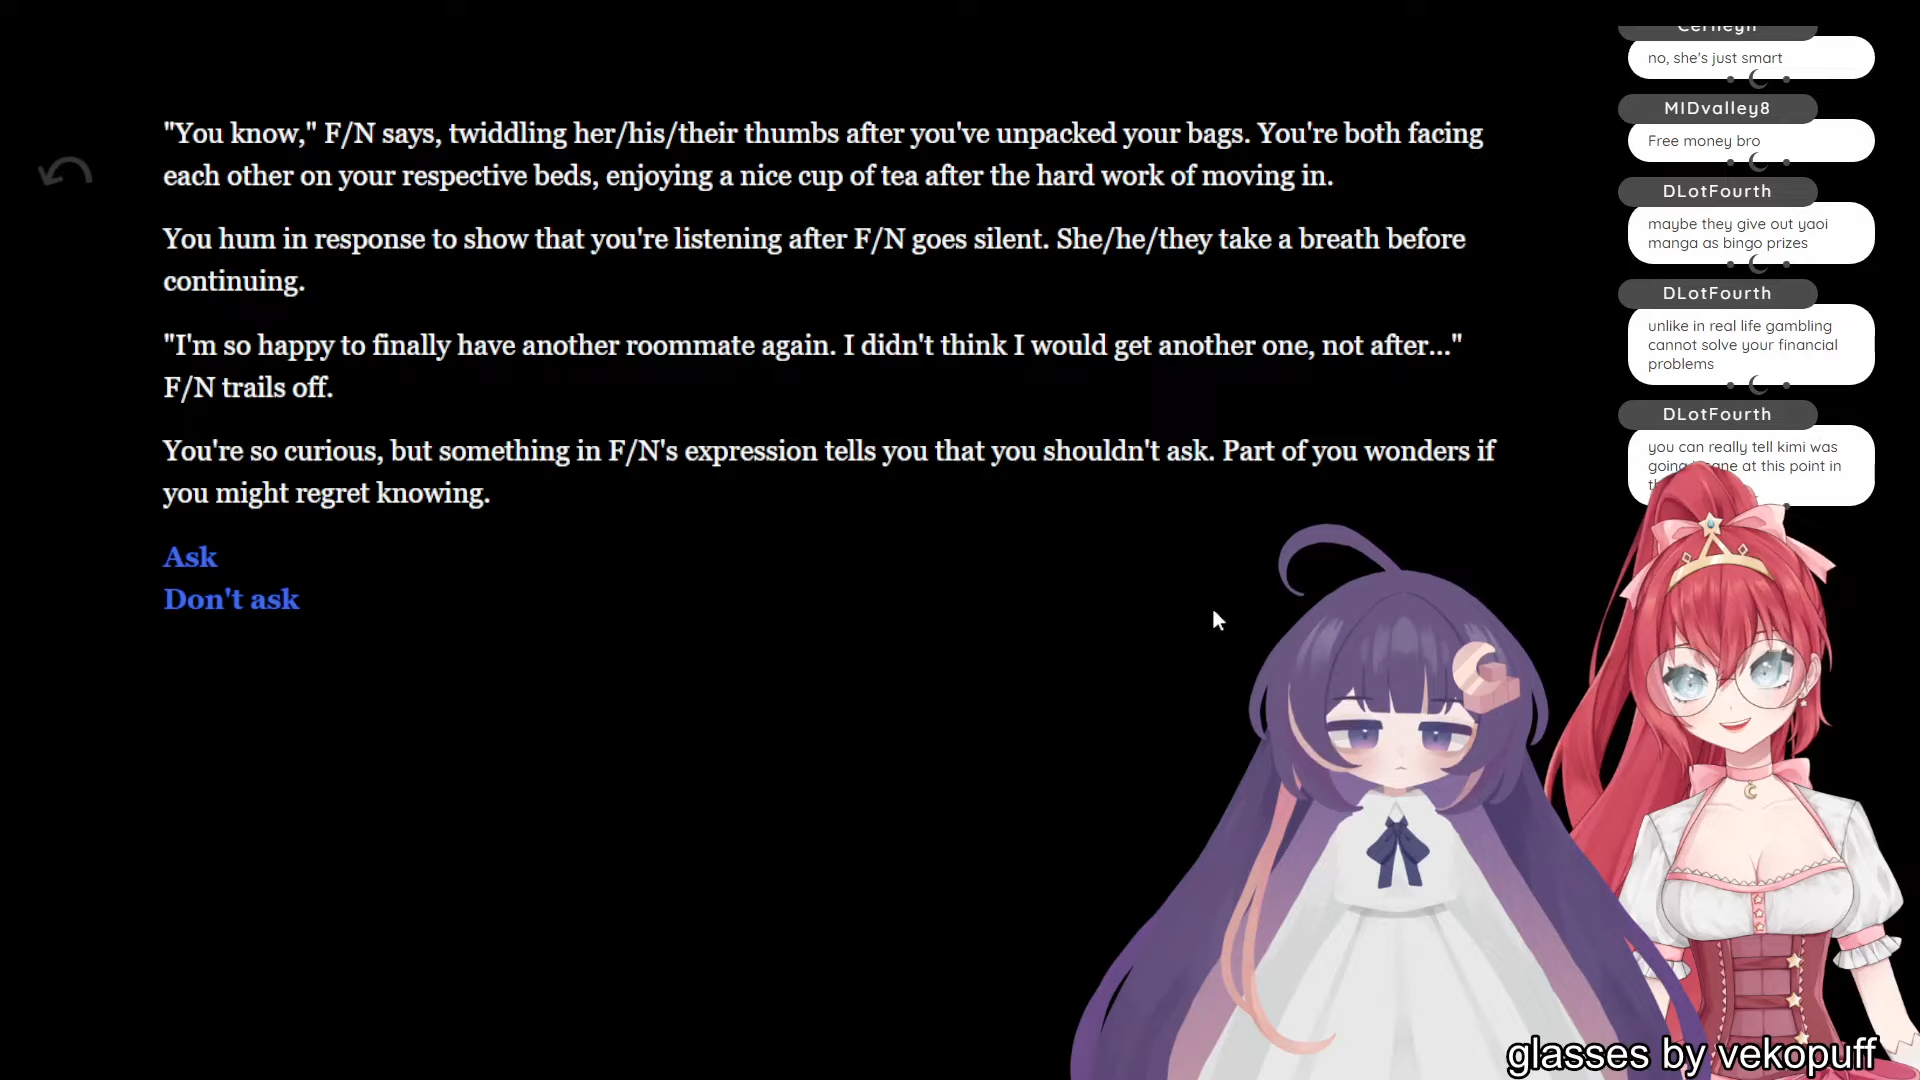 "You know," F/N says, twiddling her/his/their thumbs after you've unpacked your bags. You're both facing
each other on your respective beds, enjoying a nice cup of tea after the hard work of moving in.
You hum in response to show that you're listening after F/N goes silent. She/he/they take a breath before
continuing.
"I'm so happy to finally have another roommate again. I didn't think I would get another one, not after..."
F/N trails off.
You're so curious, but something in F/N's expression tells you that you shouldn't ask. Part of you wonders if
you might regret knowing.
Ask
Don't ask
no, she's just smart
MIDvalley8
Free money bro
DLotFourth
maybe they give out yaoi
manga as bingo prizes
DLotFourth
unlike in real life gambling
cannot solve your financial
problems
DLotFourth
you can really tell kimi was
at this point in
glasses by vekopuff